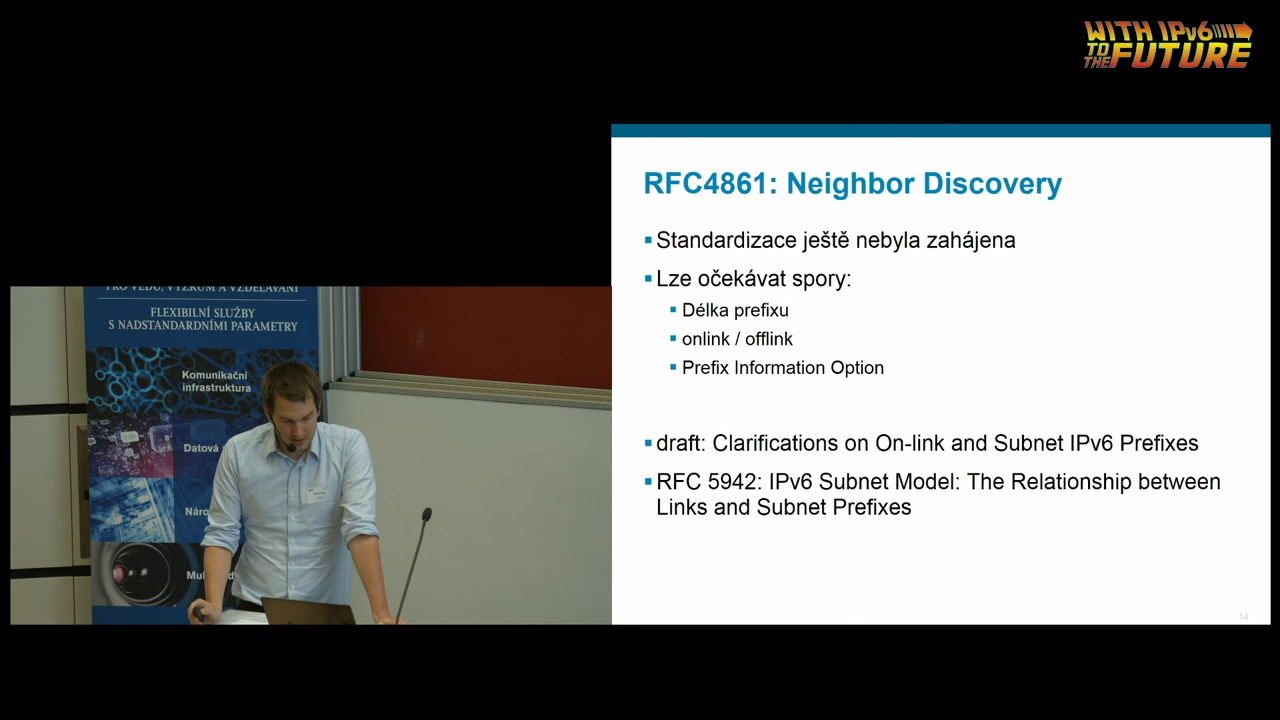 WITH IPv6
TO THE FUTURE
RFC4861: Neighbor Discovery
Standardizace ještě nebyla zahájena
Lze očekávat spory:
Délka prefixu
onlink / offlink
Prefix Information Option
draft: Clarifications on On-link and Subnet IPv6 Prefixes
RFC 5942: IPv6 Subnet Model: The Relationship between
Links and Subnet Prefixes
14
PRO VĚDU, VÝZKUM A VZDĚLÁVÁNÍ
FLEXIBILNÍ SLUŽBY
S NADSTANDARDNÍMI PARAMETRY
Komunikační
infrastruktura
Datová